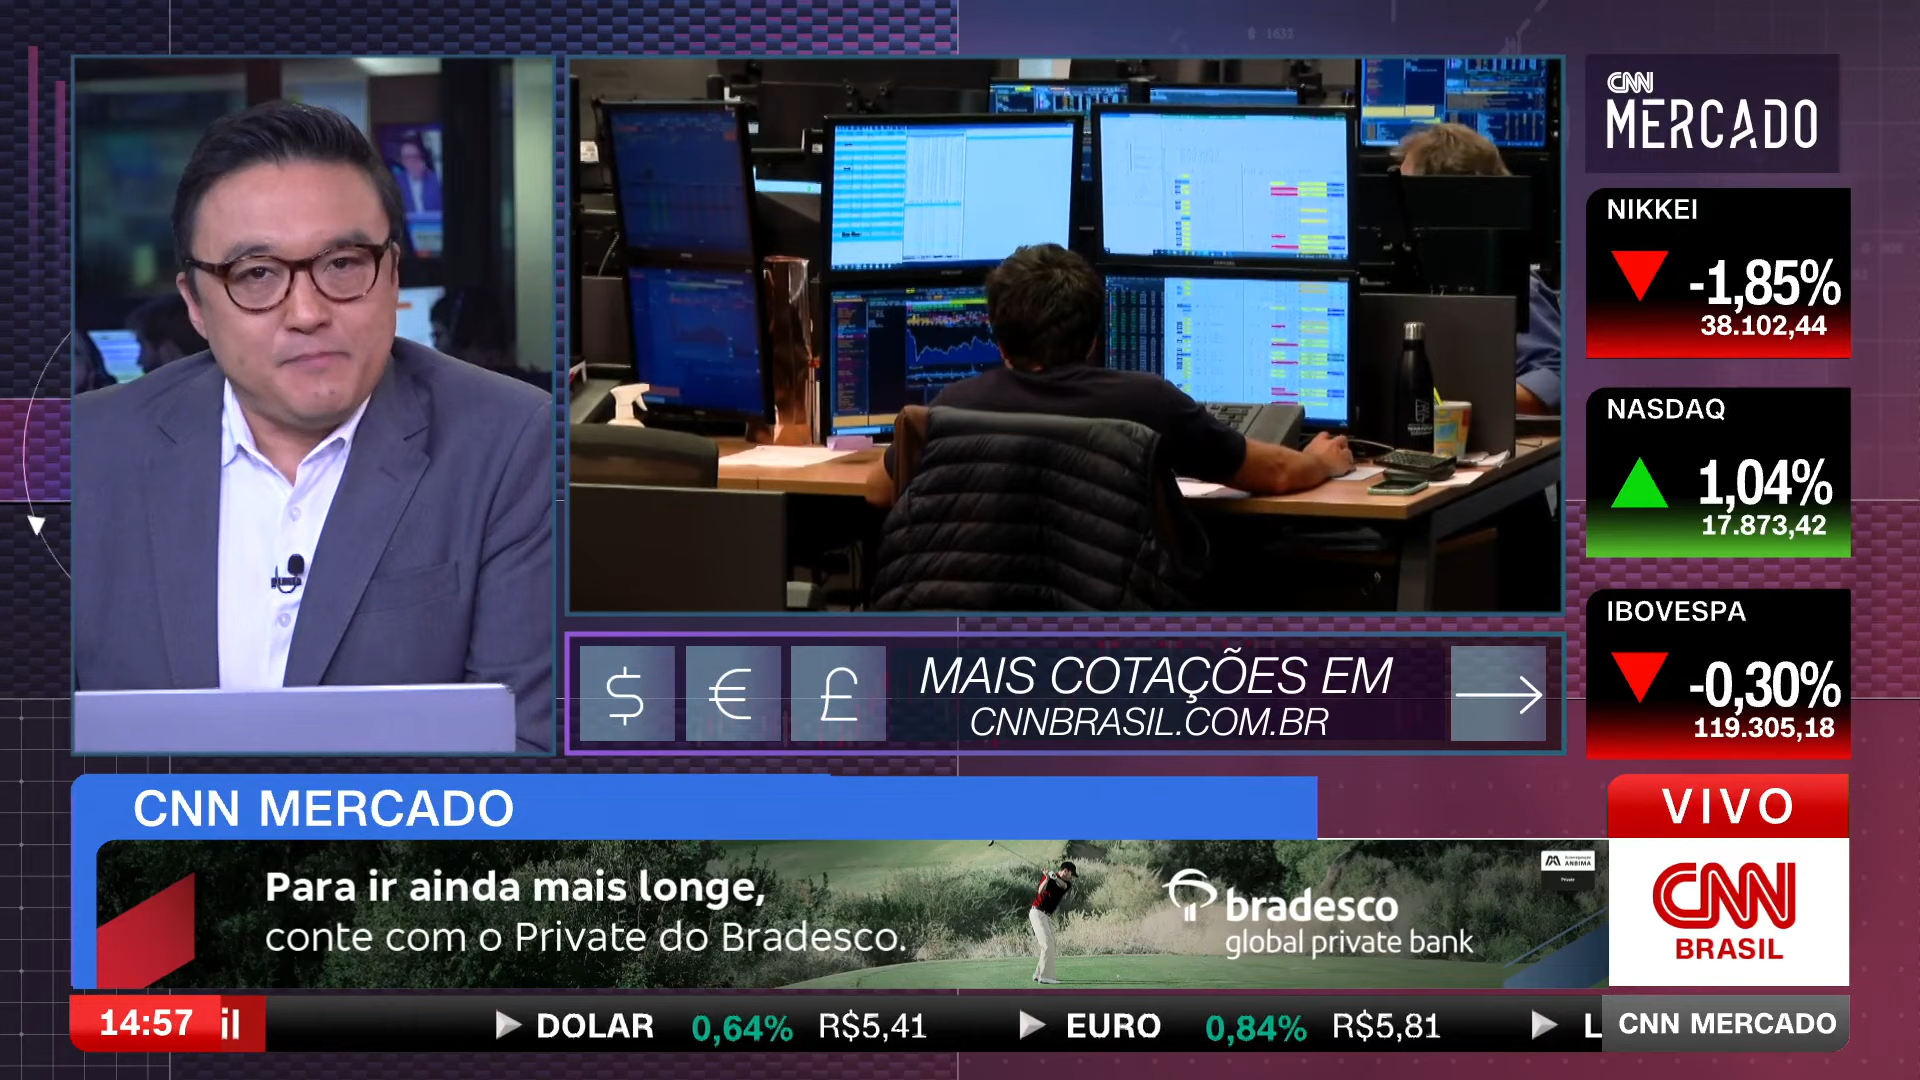 CNN
MERCADO
NIKKEI
-1,85%
38.102,44
NASDAQ
1,04%
17.873,42
IBOVESPA
-0,30%
119.305,18
$ € £
MAIS COTAÇÕES EM
CNNBRASIL.COM.BR
CNN MERCADO
VIVO
Para ir ainda mais longe,
conte com o Private do Bradesco.
bradesco
global private bank
ANBIMA
Private
CNN
BRASIL
14:57 il DOLAR 0,64% R$5,41 EURO 0,84% R$5,81 L CNN MERCADO